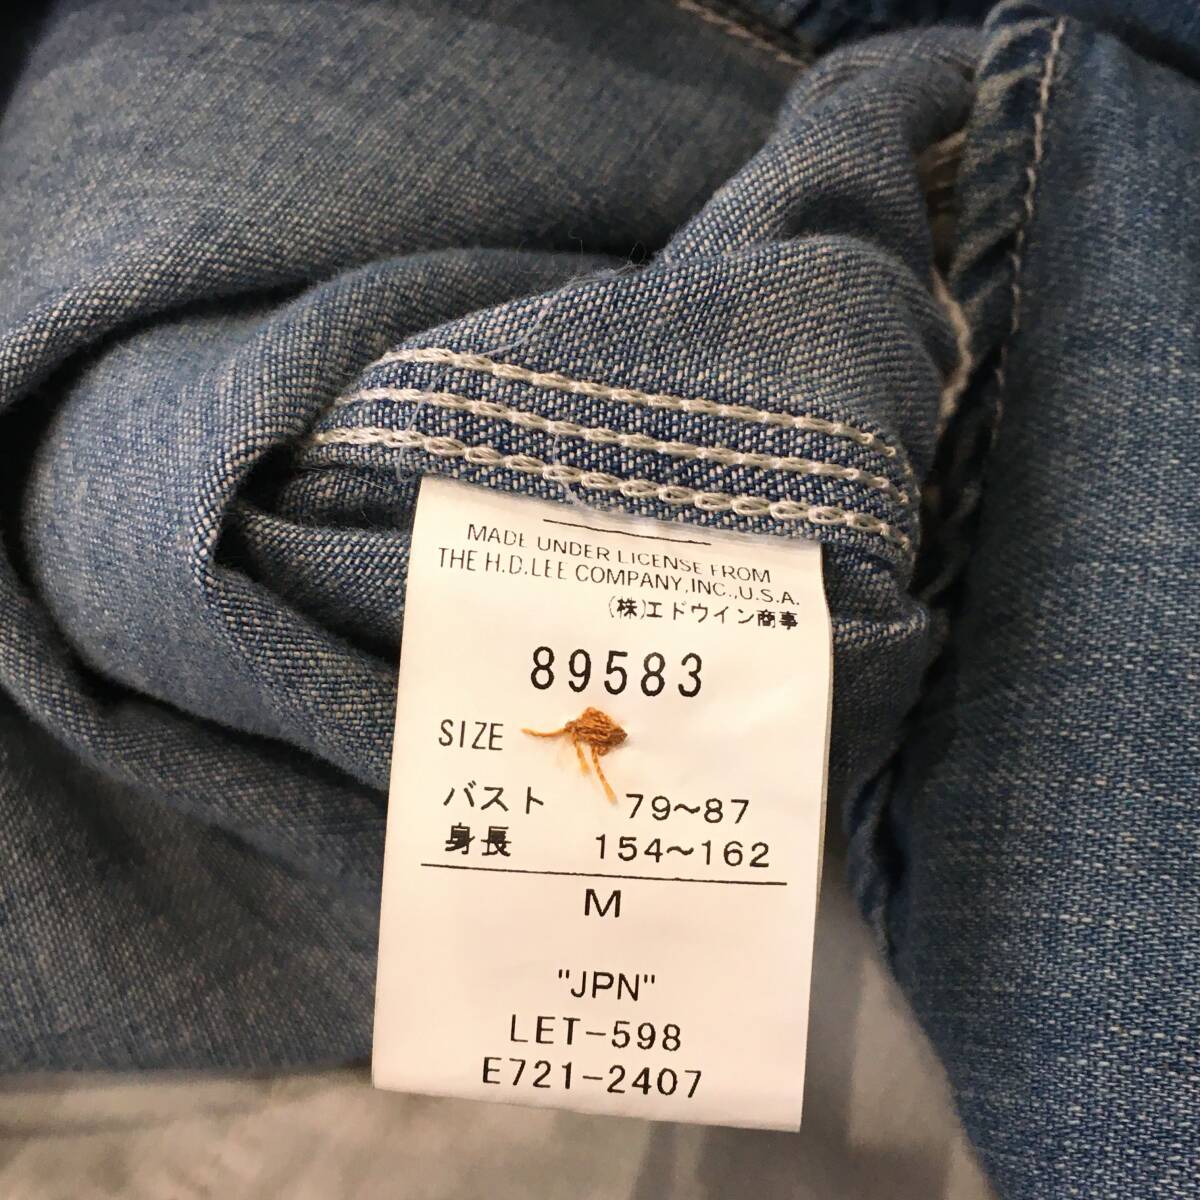 MADE UNDER LICENSE FROM
THE H.D.LEE COMPANY,INC.,U.S.A.
(株)エドウイン商事
89583
SIZE
バスト 79~87
身長 154~162
M
"JPN"
LET-598
E721-2407